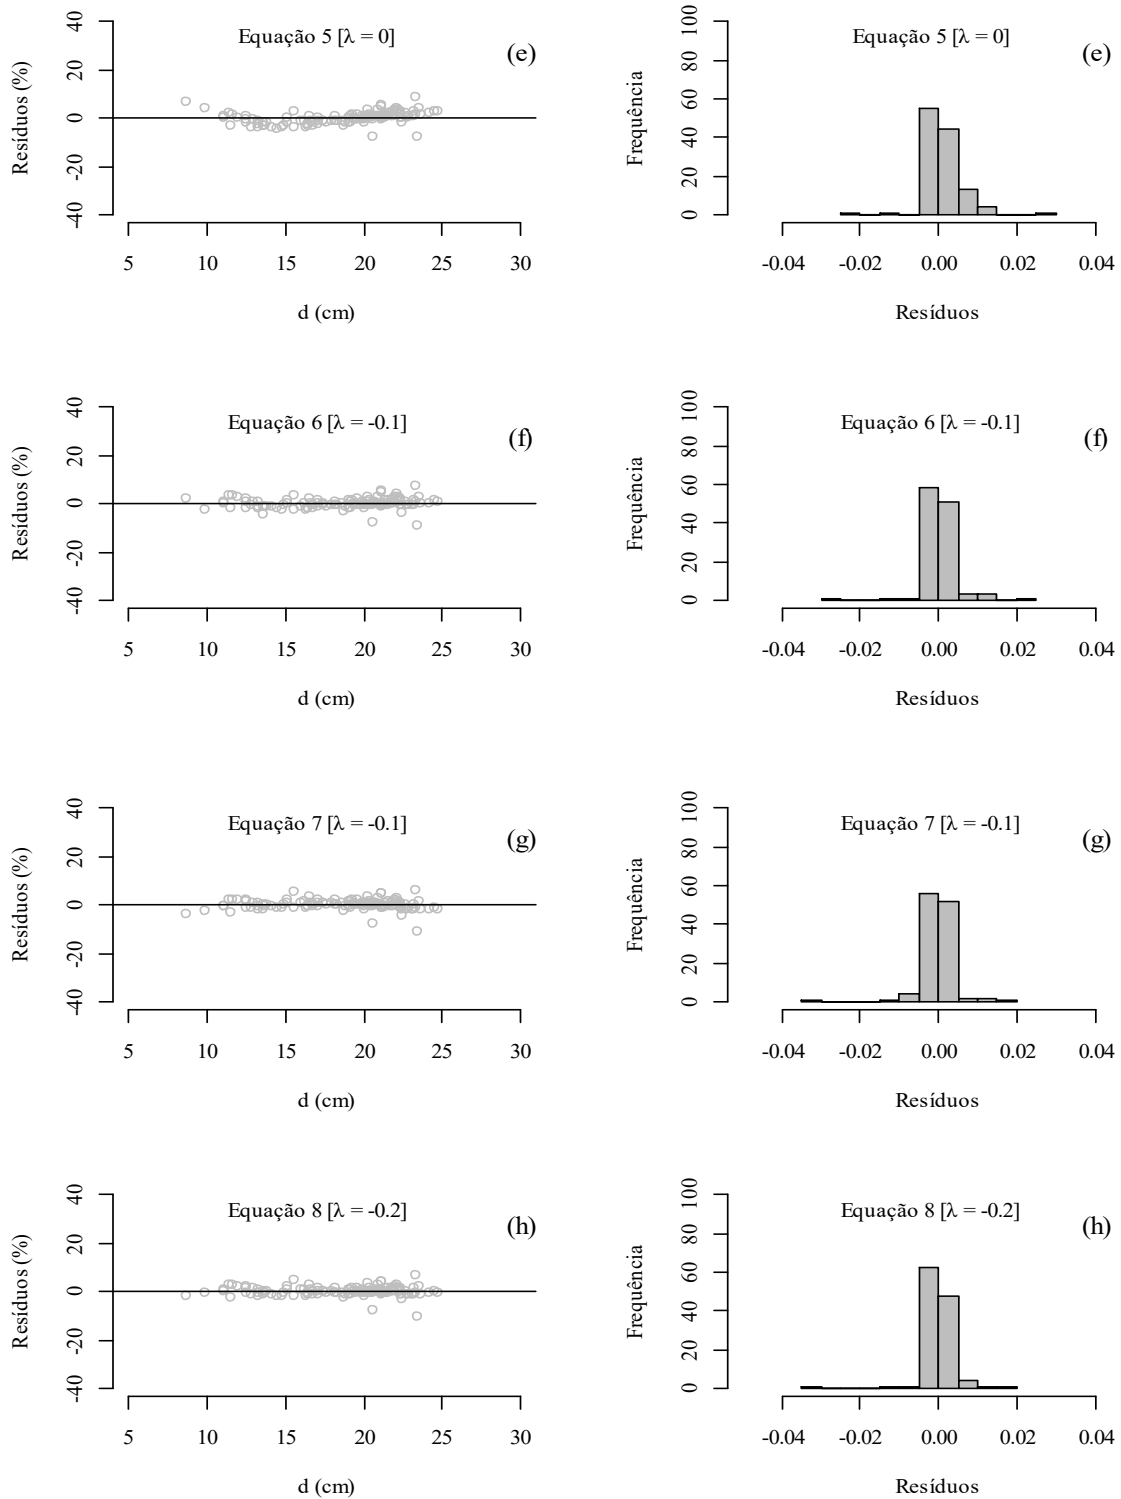 Equação 5 [λ = 0]
(e)
Resíduos (%)
40
20
0
-20
-40
5 10 15 20 25 30
d (cm)
Equação 5 [λ = 0]
(e)
Frequência
100
80
60
40
20
0
-0.04 -0.02 0.00 0.02 0.04
Resíduos
Equação 6 [λ = -0.1]
(f)
Resíduos (%)
40
20
0
-20
-40
5 10 15 20 25 30
d (cm)
Equação 6 [λ = -0.1]
(f)
Frequência
100
80
60
40
20
0
-0.04 -0.02 0.00 0.02 0.04
Resíduos
Equação 7 [λ = -0.1]
(g)
Resíduos (%)
40
20
0
-20
-40
5 10 15 20 25 30
d (cm)
Equação 7 [λ = -0.1]
(g)
Frequência
100
80
60
40
20
0
-0.04 -0.02 0.00 0.02 0.04
Resíduos
Equação 8 [λ = -0.2]
(h)
Resíduos (%)
40
20
0
-20
-40
5 10 15 20 25 30
d (cm)
Equação 8 [λ = -0.2]
(h)
Frequência
100
80
60
40
20
0
-0.04 -0.02 0.00 0.02 0.04
Resíduos